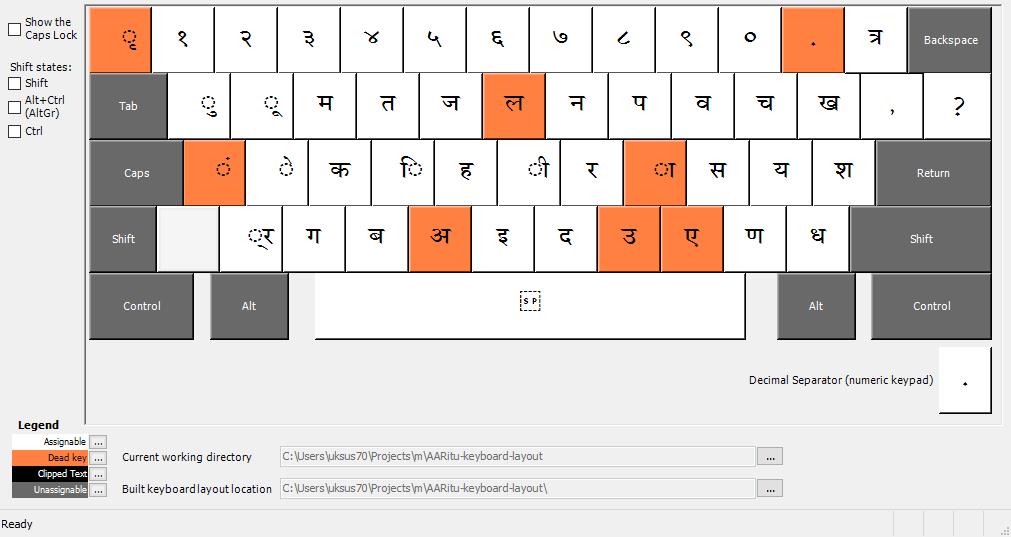 Show the
Caps Lock
Shift states:
Shift
Alt+Ctrl
(AltGr)
Ctrl
ृ १ २ ३ ४ ५ ६ ७ ८ ९ ० . त्र Backspace
Tab ु ू म त ज ल न प व च ख , ?
Caps ं े क ि ह ी र ा स य श Return
Shift ्र ग ब अ इ द उ ए ण ध Shift
Control Alt SP Alt Control
Decimal Separator (numeric keypad) .
Legend
Assignable ...
Dead key ...
Clipped Text ...
Unassignable ...
Current working directory C:\Users\uksus70\Projects\m\AARitu-keyboard-layout ...
Built keyboard layout location C:\Users\uksus70\Projects\m\AARitu-keyboard-layout\ ...
Ready